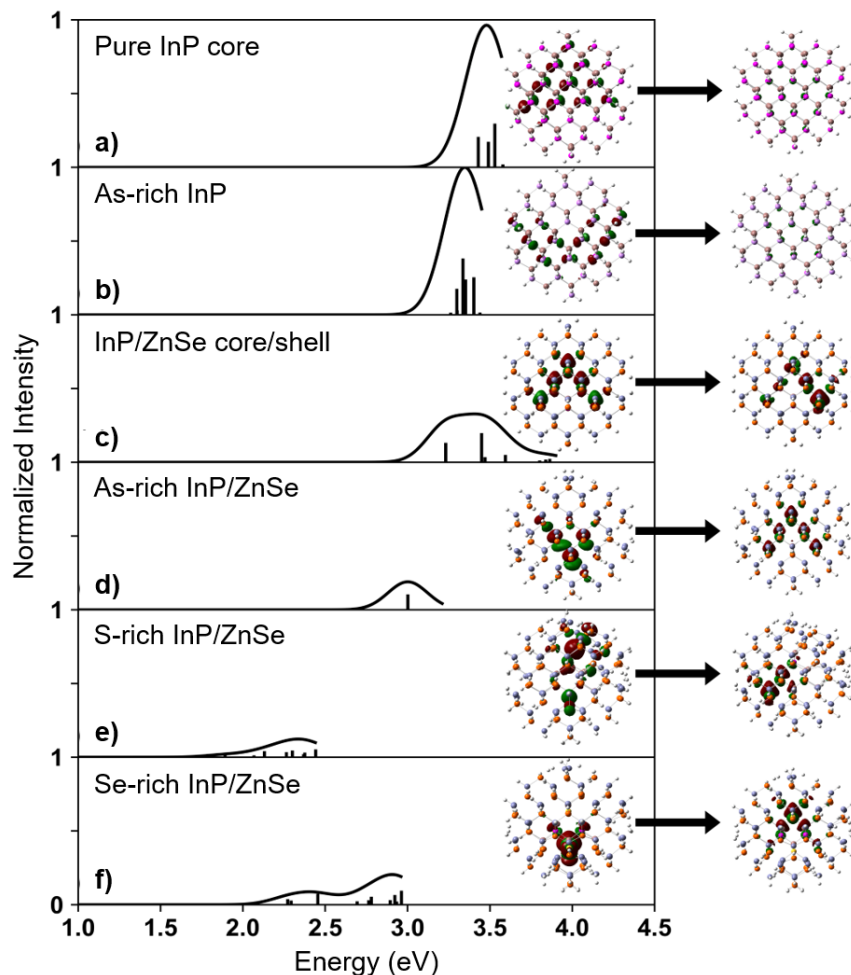 1
Pure InP core
a)
1
As-rich InP
b)
1
InP/ZnSe core/shell
c)
1
As-rich InP/ZnSe
d)
1
S-rich InP/ZnSe
e)
1
Se-rich InP/ZnSe
f)
0
Normalized Intensity
1.0 1.5 2.0 2.5 3.0 3.5 4.0 4.5
Energy (eV)